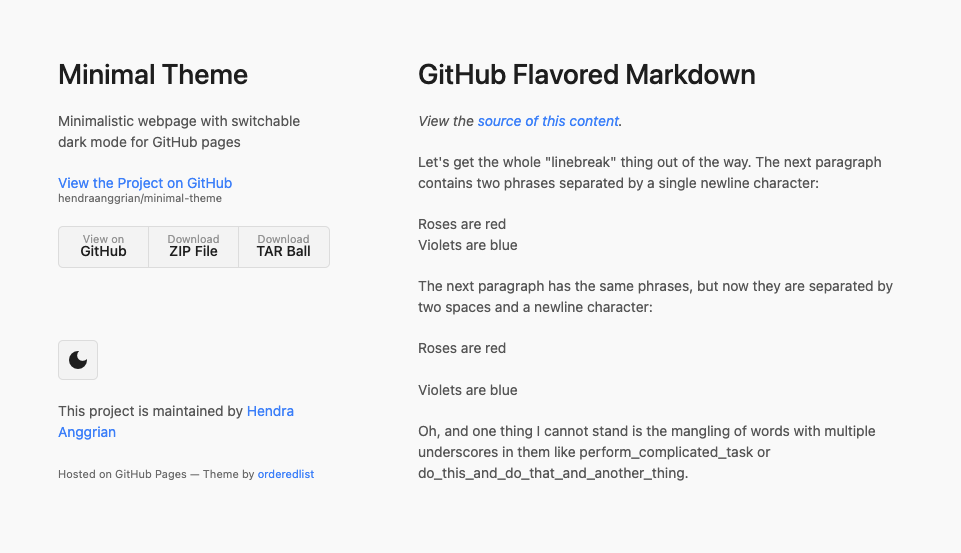 Minimal Theme
Minimalistic webpage with switchable
dark mode for GitHub pages
View the Project on GitHub
hendraanggrian/minimal-theme
View on
GitHub
Download
ZIP File
Download
TAR Ball
This project is maintained by Hendra
Anggrian
Hosted on GitHub Pages — Theme by orderedlist
GitHub Flavored Markdown
View the source of this content.
Let's get the whole "linebreak" thing out of the way. The next paragraph
contains two phrases separated by a single newline character:
Roses are red
Violets are blue
The next paragraph has the same phrases, but now they are separated by
two spaces and a newline character:
Roses are red
Violets are blue
Oh, and one thing I cannot stand is the mangling of words with multiple
underscores in them like perform_complicated_task or
do_this_and_do_that_and_another_thing.